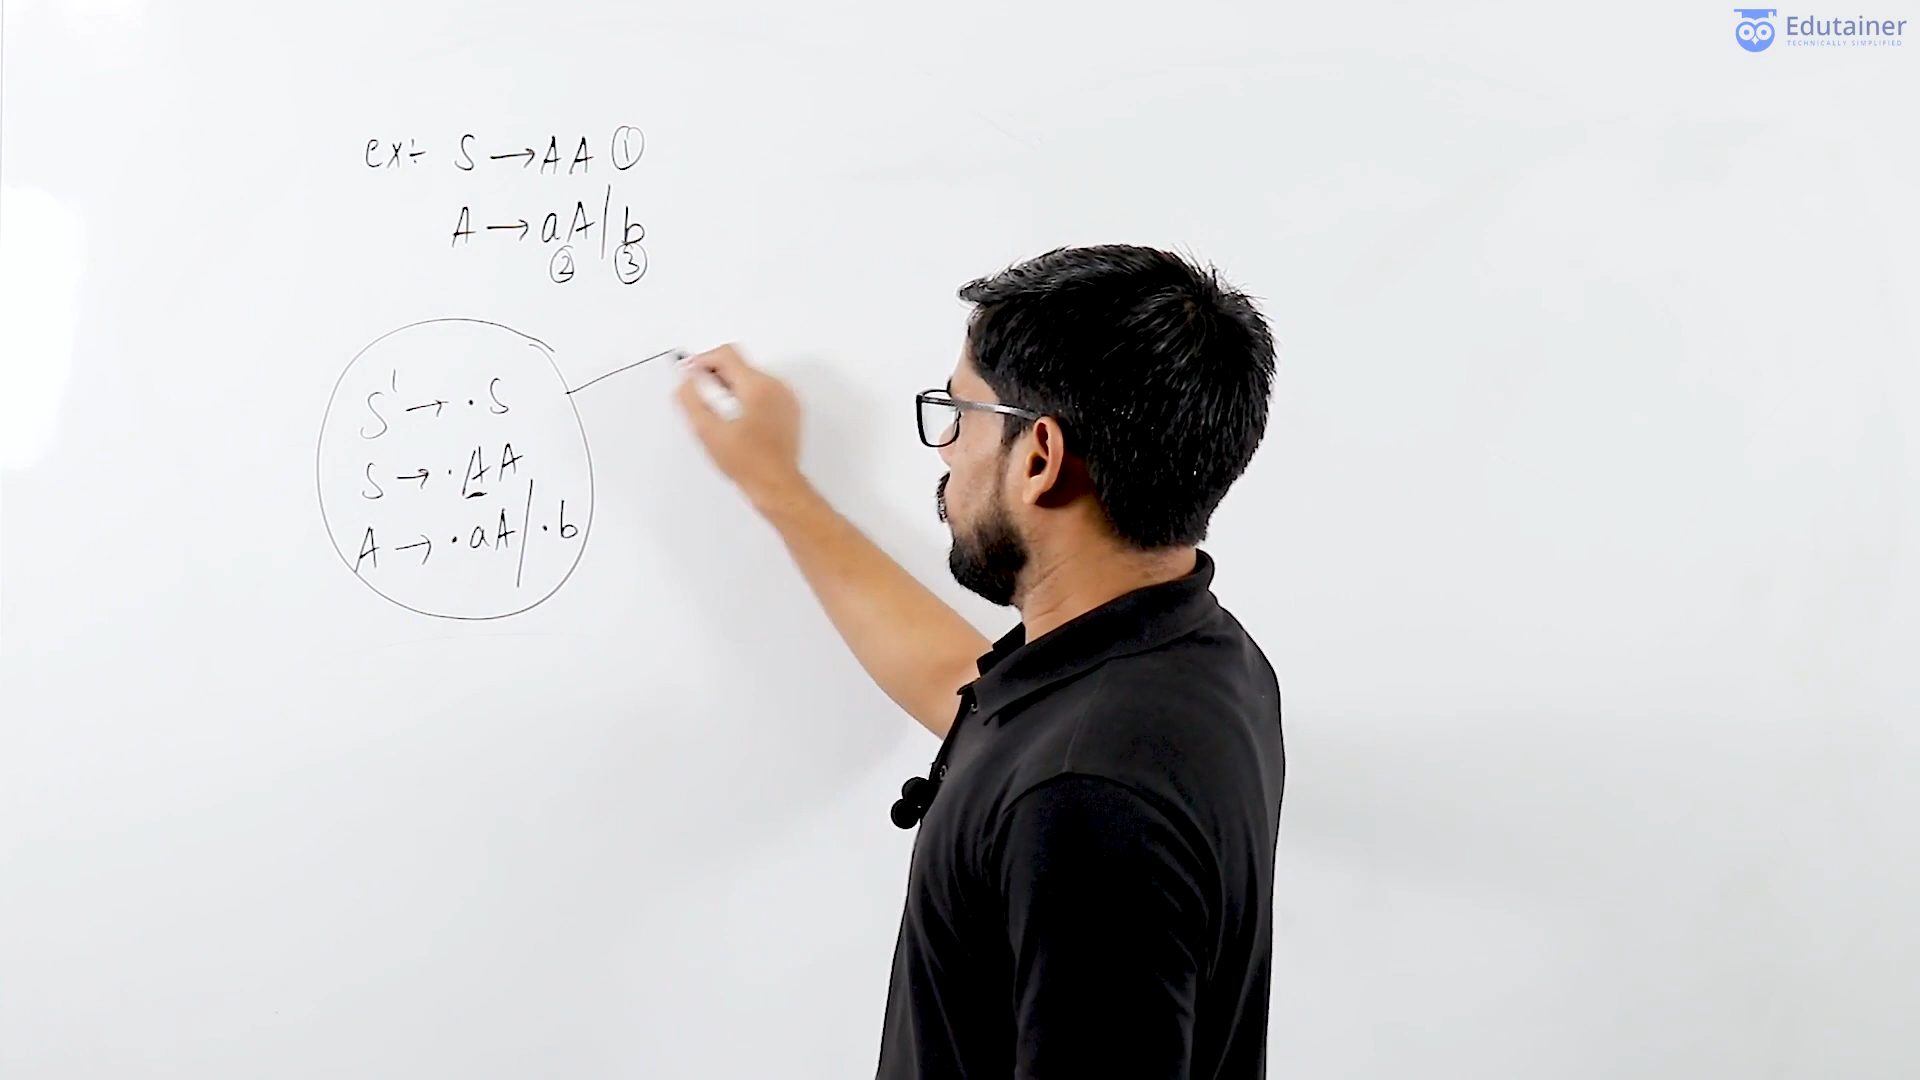 Edutainer
TECHNICALLY SIMPLIFIED
ex:- S → AA ①
A → aA / b
② ③
S' → .S
S → .AA
A → .aA / .b